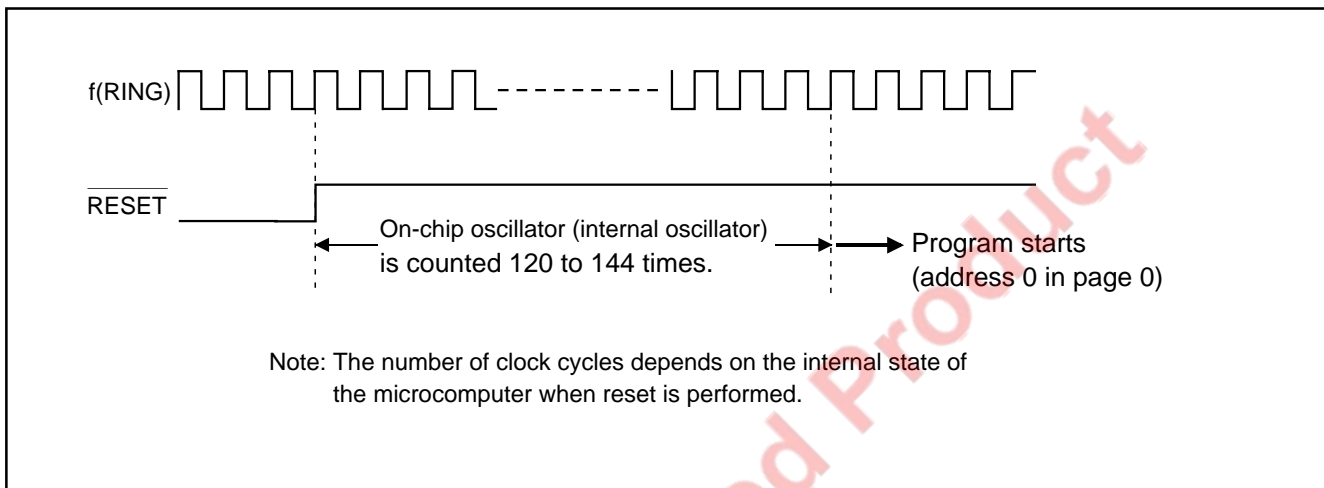 f(RING)
RESET
On-chip oscillator (internal oscillator)
is counted 120 to 144 times.
Program starts
(address 0 in page 0)
Note: The number of clock cycles depends on the internal state of
the microcomputer when reset is performed.
ed Product